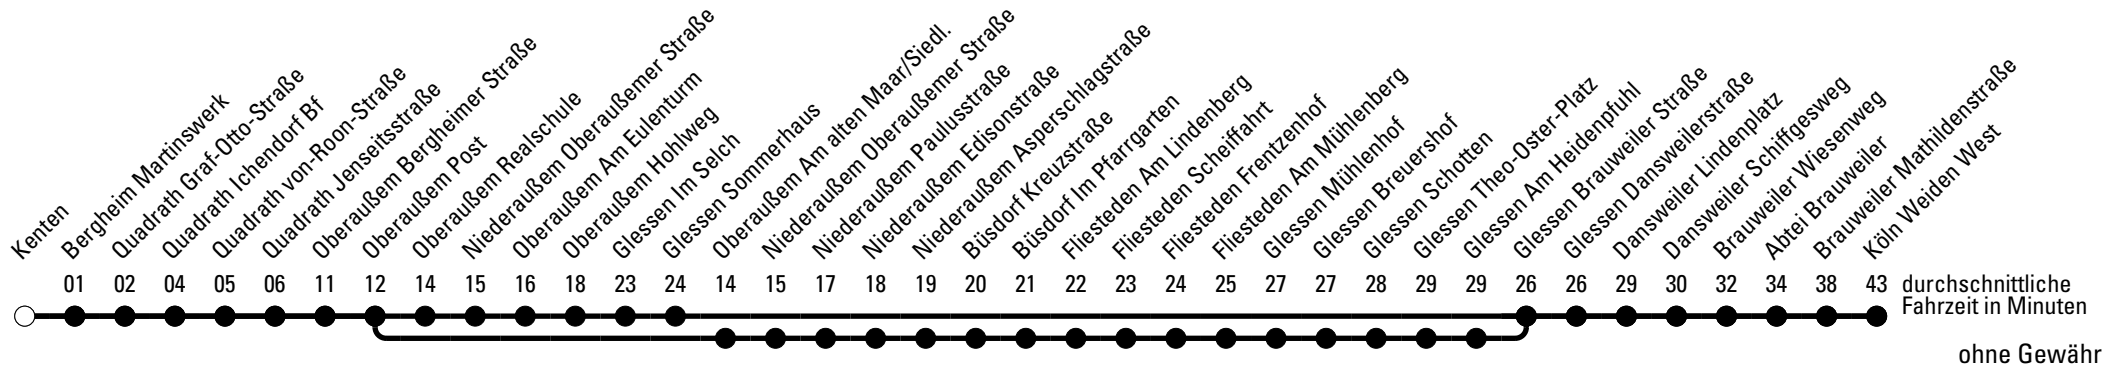 Kenten
Bergheim Martinswerk
Quadrath Graf-Otto-Straße
Quadrath Ichendorf Bf
Quadrath von-Roon-Straße
Quadrath Jenseitsstraße
Oberaußem Bergheimer Straße
Oberaußem Post
Oberaußem Realschule
Niederaußem Oberaußemer Straße
Oberaußem Am Eulenturm
Oberaußem Hohlweg
Glessen Im Selch
Glessen Sommerhaus
Oberaußem Am alten Maar/Siedl.
Niederaußem Oberaußemer Straße
Niederaußem Paulusstraße
Niederaußem Edisonstraße
Niederaußem Asperschlagstraße
Büsdorf Kreuzstraße
Büsdorf Im Pfarrgarten
Fliesteden Am Lindenberg
Fliesteden Scheiffahrt
Fliesteden Frentzenhof
Fliesteden Am Mühlenberg
Glessen Mühlenhof
Glessen Breuershof
Glessen Schotten
Glessen Theo-Oster-Platz
Glessen Am Heidenpfuhl
Glessen Brauweiler Straße
Glessen Dansweilerstraße
Dansweiler Lindenplatz
Dansweiler Schiffgesweg
Brauweiler Wiesenweg
Abtei Brauweiler
Brauweiler Mathildenstraße
Köln Weiden West
01 02 04 05 06 11 12 14 15 16 18 23 24 14 15 17 18 19 20 21 22 23 24 25 27 27 28 29 29 26 26 29 30 32 34 38 43 durchschnittliche
Fahrzeit in Minuten
ohne Gewähr